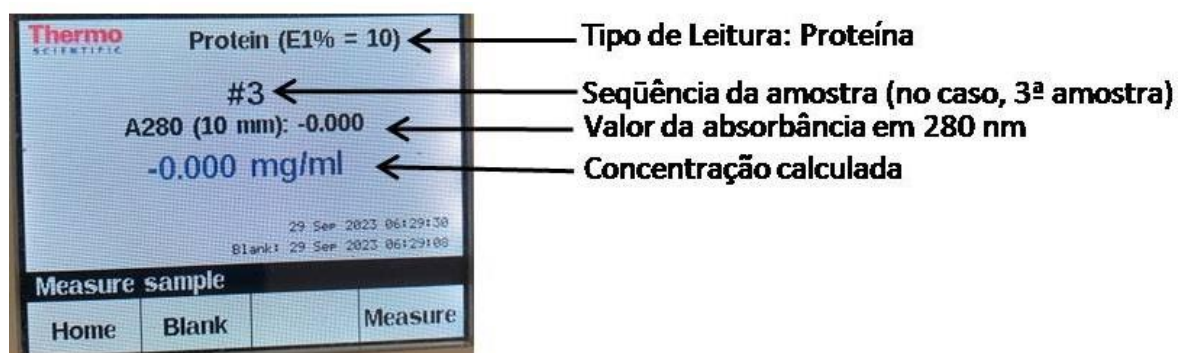 Thermo
SCIENTIFIC
Protein (E1% = 10)
Tipo de Leitura: Proteína
#3
Seqüência da amostra (no caso, 3ª amostra)
A280 (10 mm): -0.000
Valor da absorbância em 280 nm
-0.000 mg/ml
Concentração calculada
29 Sep 2023 06:29:30
Blank: 29 Sep 2023 06:29:08
Measure sample
Home
Blank
Measure